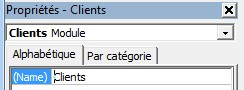 Propriétés - Clients
Clients Module
Alphabétique Par catégorie
(Name) Clients